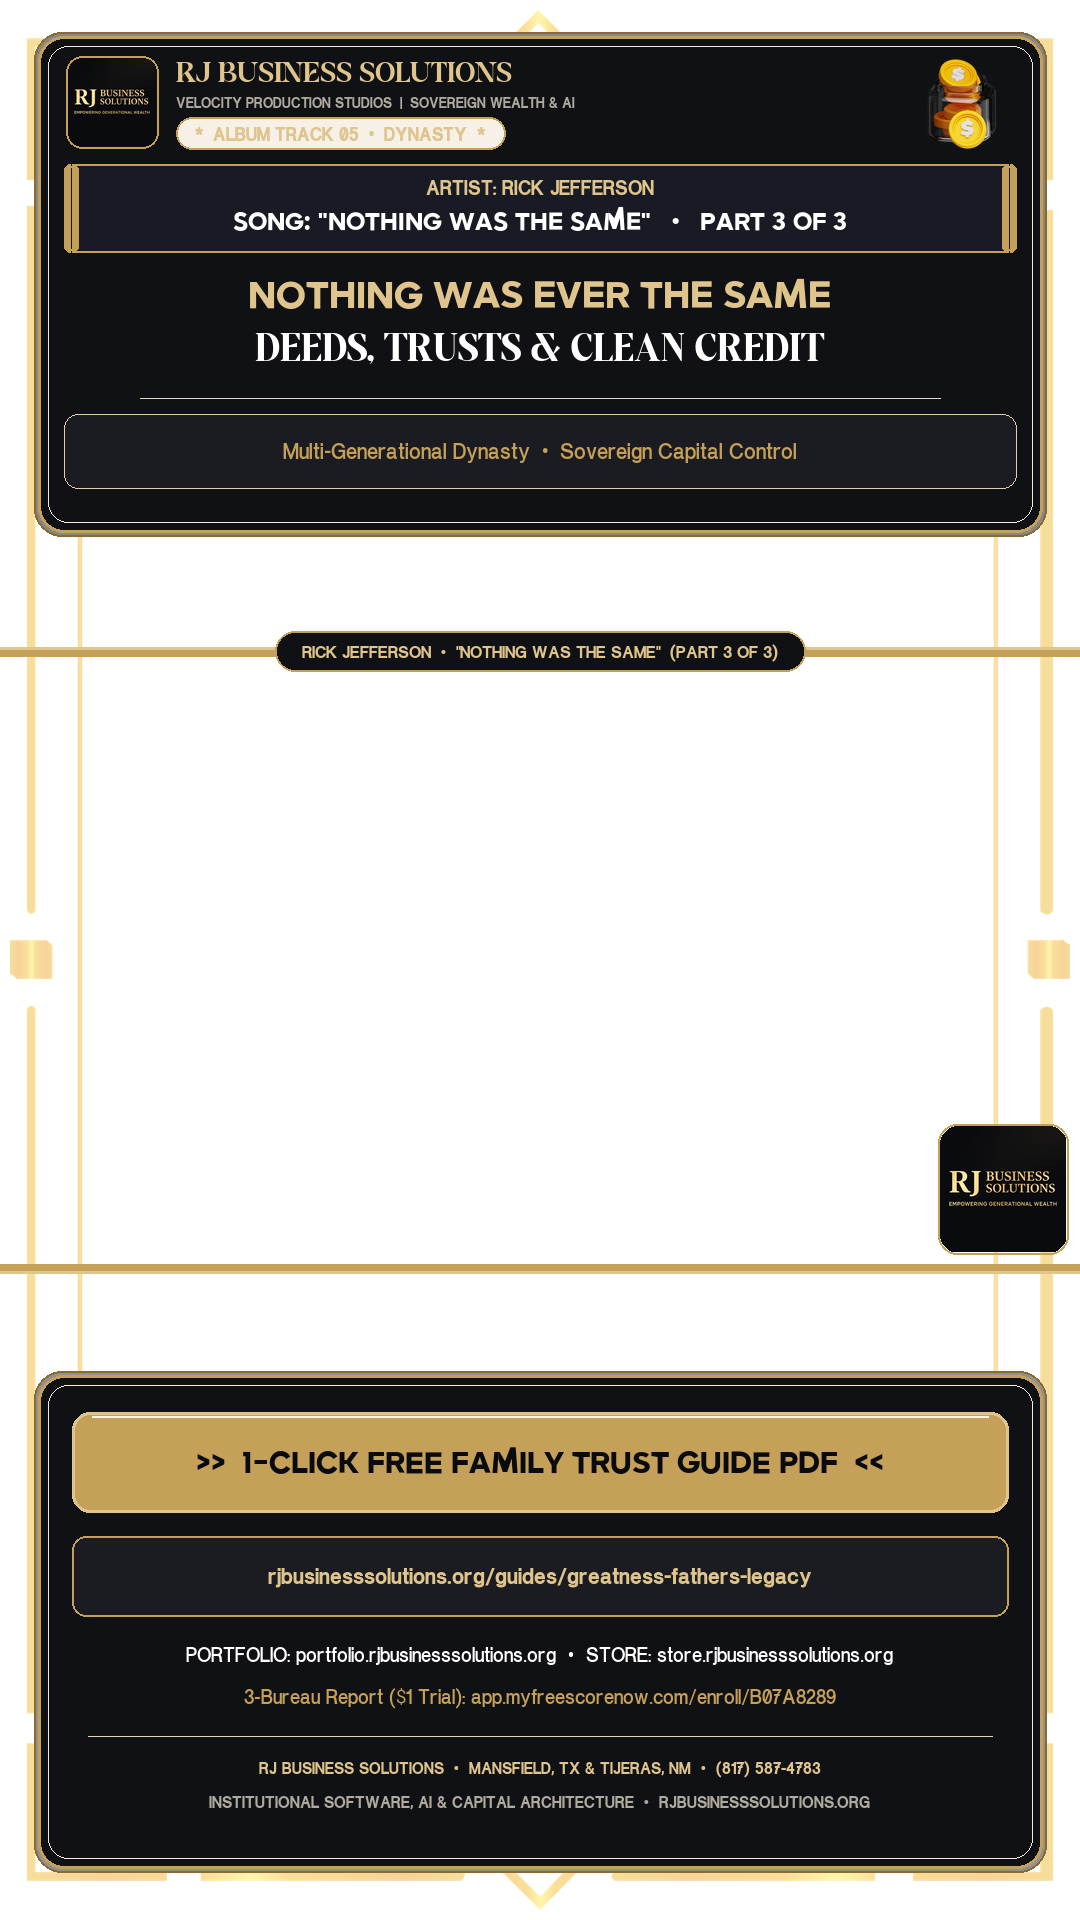 RJ BUSINESS SOLUTIONS
EMPOWERING GENERATIONAL WEALTH
RJ BUSINESS SOLUTIONS
VELOCITY PRODUCTION STUDIOS | SOVEREIGN WEALTH & AI
* ALBUM TRACK 05 • DYNASTY *
ARTIST: RICK JEFFERSON
SONG: "NOTHING WAS THE SAME" • PART 3 OF 3
NOTHING WAS EVER THE SAME
DEEDS, TRUSTS & CLEAN CREDIT
Multi-Generational Dynasty • Sovereign Capital Control
RICK JEFFERSON • "NOTHING WAS THE SAME" (PART 3 OF 3)
RJ BUSINESS SOLUTIONS
EMPOWERING GENERATIONAL WEALTH
>> 1-CLICK FREE FAMILY TRUST GUIDE PDF <<
rjbusinesssolutions.org/guides/greatness-fathers-legacy
PORTFOLIO: portfolio.rjbusinesssolutions.org • STORE: store.rjbusinesssolutions.org
3-Bureau Report ($1 Trial): app.myfreescorenow.com/enroll/B07A8289
RJ BUSINESS SOLUTIONS • MANSFIELD, TX & TIJERAS, NM • (817) 587-4783
INSTITUTIONAL SOFTWARE, AI & CAPITAL ARCHITECTURE • RJBUSINESSSOLUTIONS.ORG